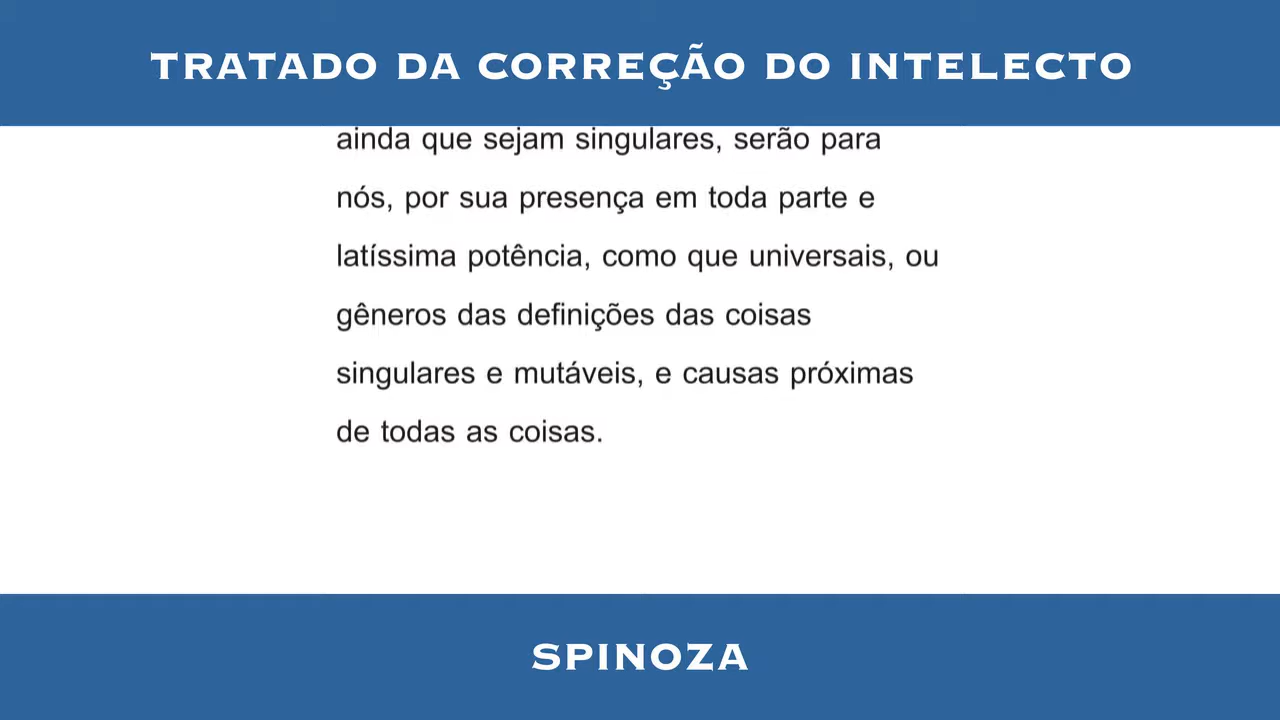 TRATADO DA CORREÇÃO DO INTELECTO
ainda que sejam singulares, serão para
nós, por sua presença em toda parte e
latíssima potência, como que universais, ou
gêneros das definições das coisas
singulares e mutáveis, e causas próximas
de todas as coisas.
SPINOZA